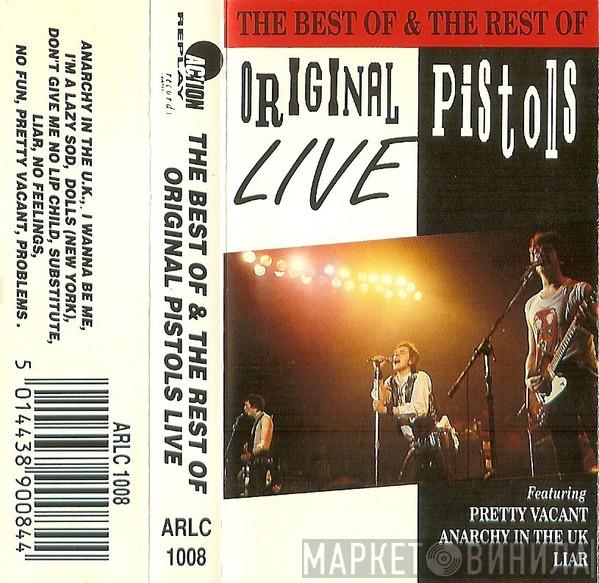 ANARCHY IN THE U.K., I WANNA BE ME,
I'M A LAZY SOD, DOLLS (NEW YORK),
DON'T GIVE ME NO LIP CHILD, SUBSTITUTE,
LIAR, NO FEELINGS,
NO FUN, PRETTY VACANT, PROBLEMS.
5 014438 900844
ARLC 1008
ACTION
REPLAY
records
THE BEST OF & THE REST OF
ORIGINAL PISTOLS LIVE
ARLC
1008
THE BEST OF & THE REST OF
ORIGINAL PiStolS
LIVE
Featuring
PRETTY VACANT
ANARCHY IN THE UK
LIAR
МАРКЕТ ВИНИЛА